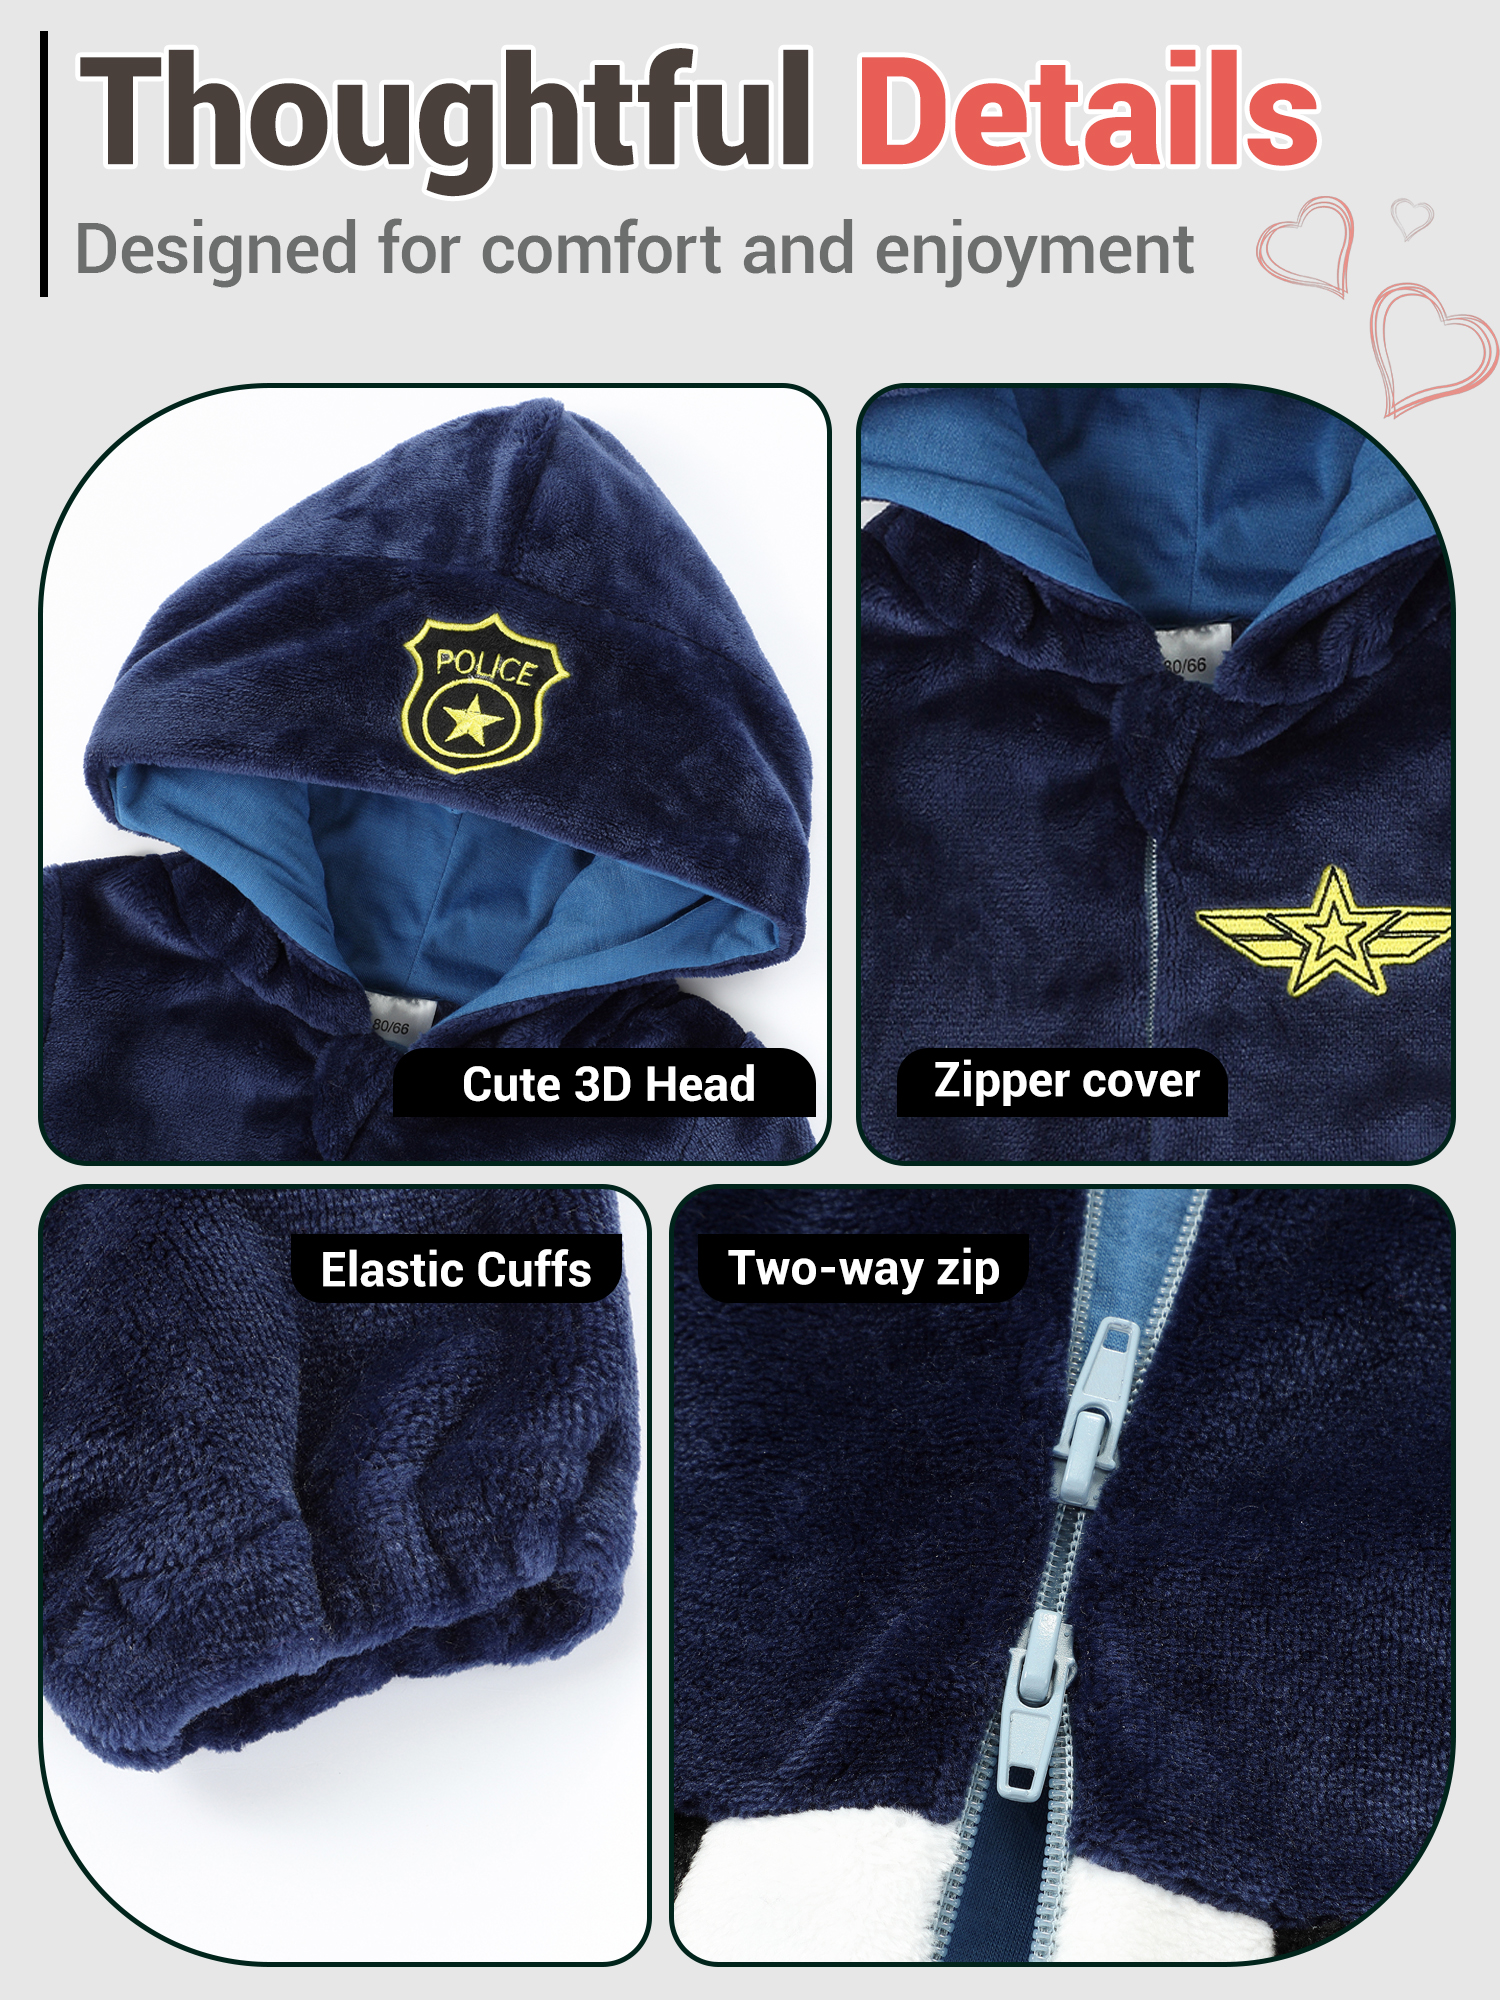 Thoughtful Details
Designed for comfort and enjoyment
POLICE
80/66
Cute 3D Head
80/66
Zipper cover
Elastic Cuffs
Two-way zip